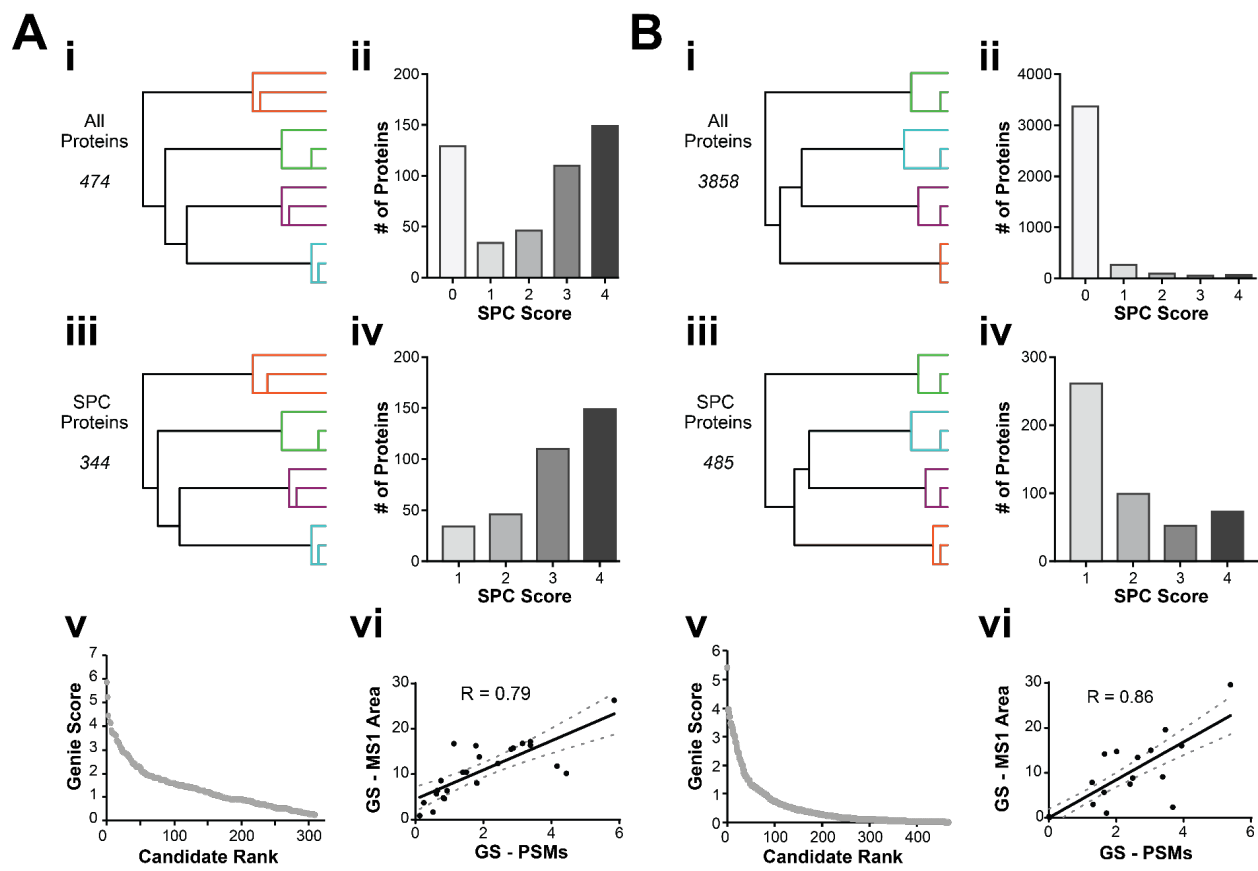 A
i
All
Proteins
474
ii
200
150
100
50
0
# of Proteins
0 1 2 3 4
SPC Score
iii
SPC
Proteins
344
iv
200
150
100
50
0
# of Proteins
1 2 3 4
SPC Score
v
7
6
5
4
3
2
1
0
Genie Score
0 100 200 300
Candidate Rank
vi
30
20
10
0
GS - MS1 Area
R = 0.79
0 2 4 6
GS - PSMs
B
i
All
Proteins
3858
ii
4000
3000
2000
1000
0
# of Proteins
0 1 2 3 4
SPC Score
iii
SPC
Proteins
485
iv
300
200
100
0
# of Proteins
1 2 3 4
SPC Score
v
6
5
4
3
2
1
0
Genie Score
0 100 200 300 400
Candidate Rank
vi
30
20
10
0
GS - MS1 Area
R = 0.86
0 2 4 6
GS - PSMs